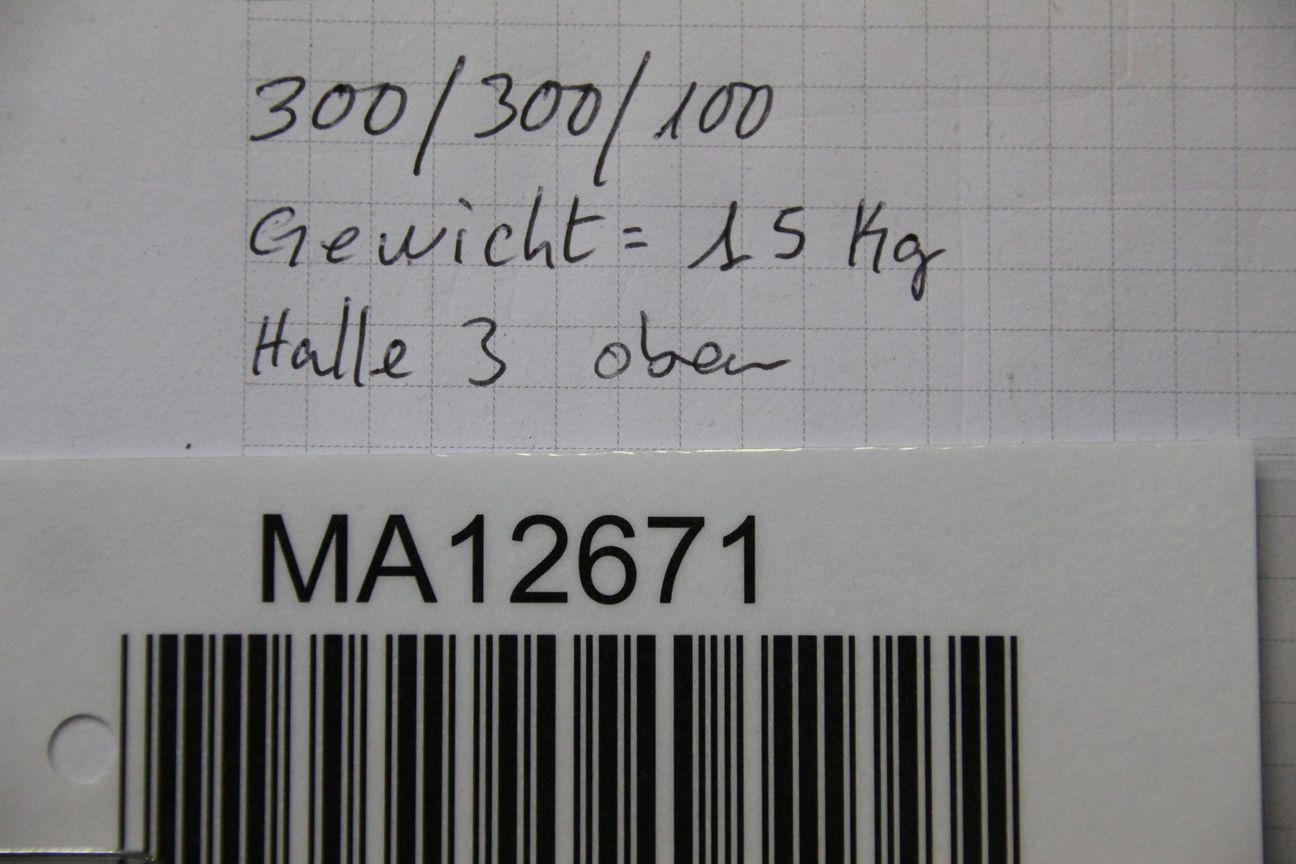 300/300/100
Gewicht = 15 Kg
Halle 3 oben
MA12671